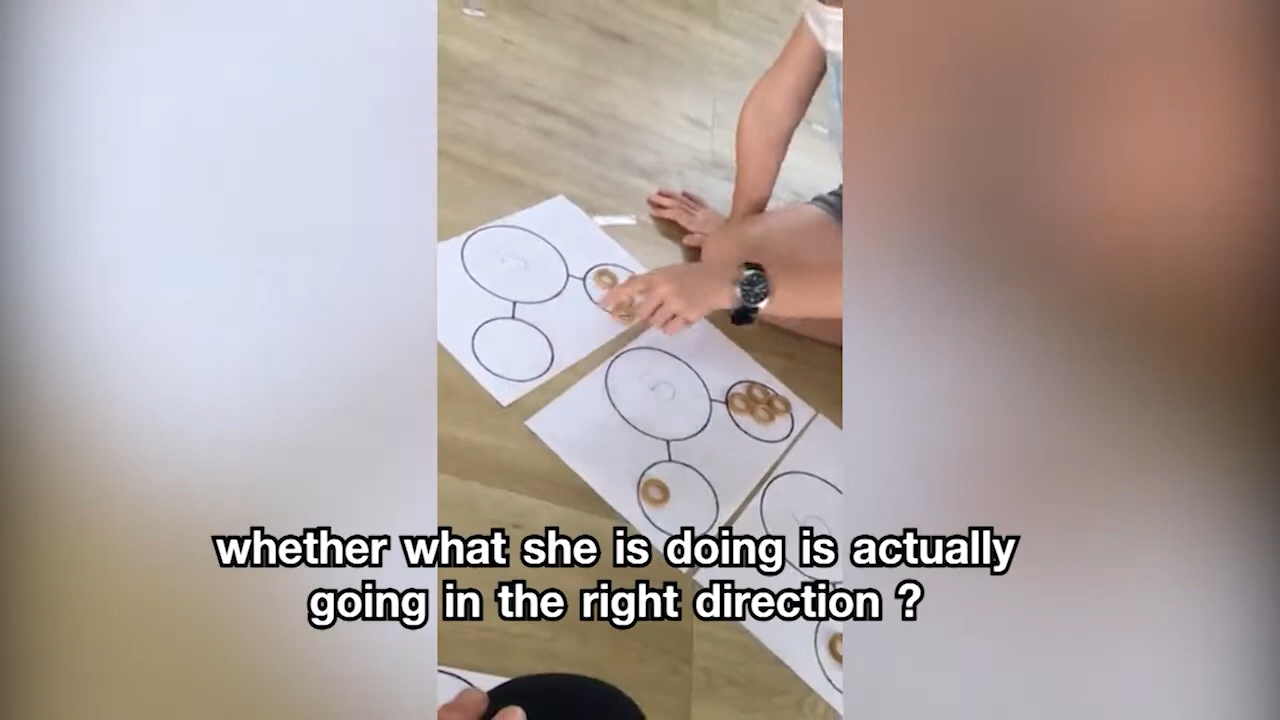 whether what she is doing is actually
going in the right direction ?